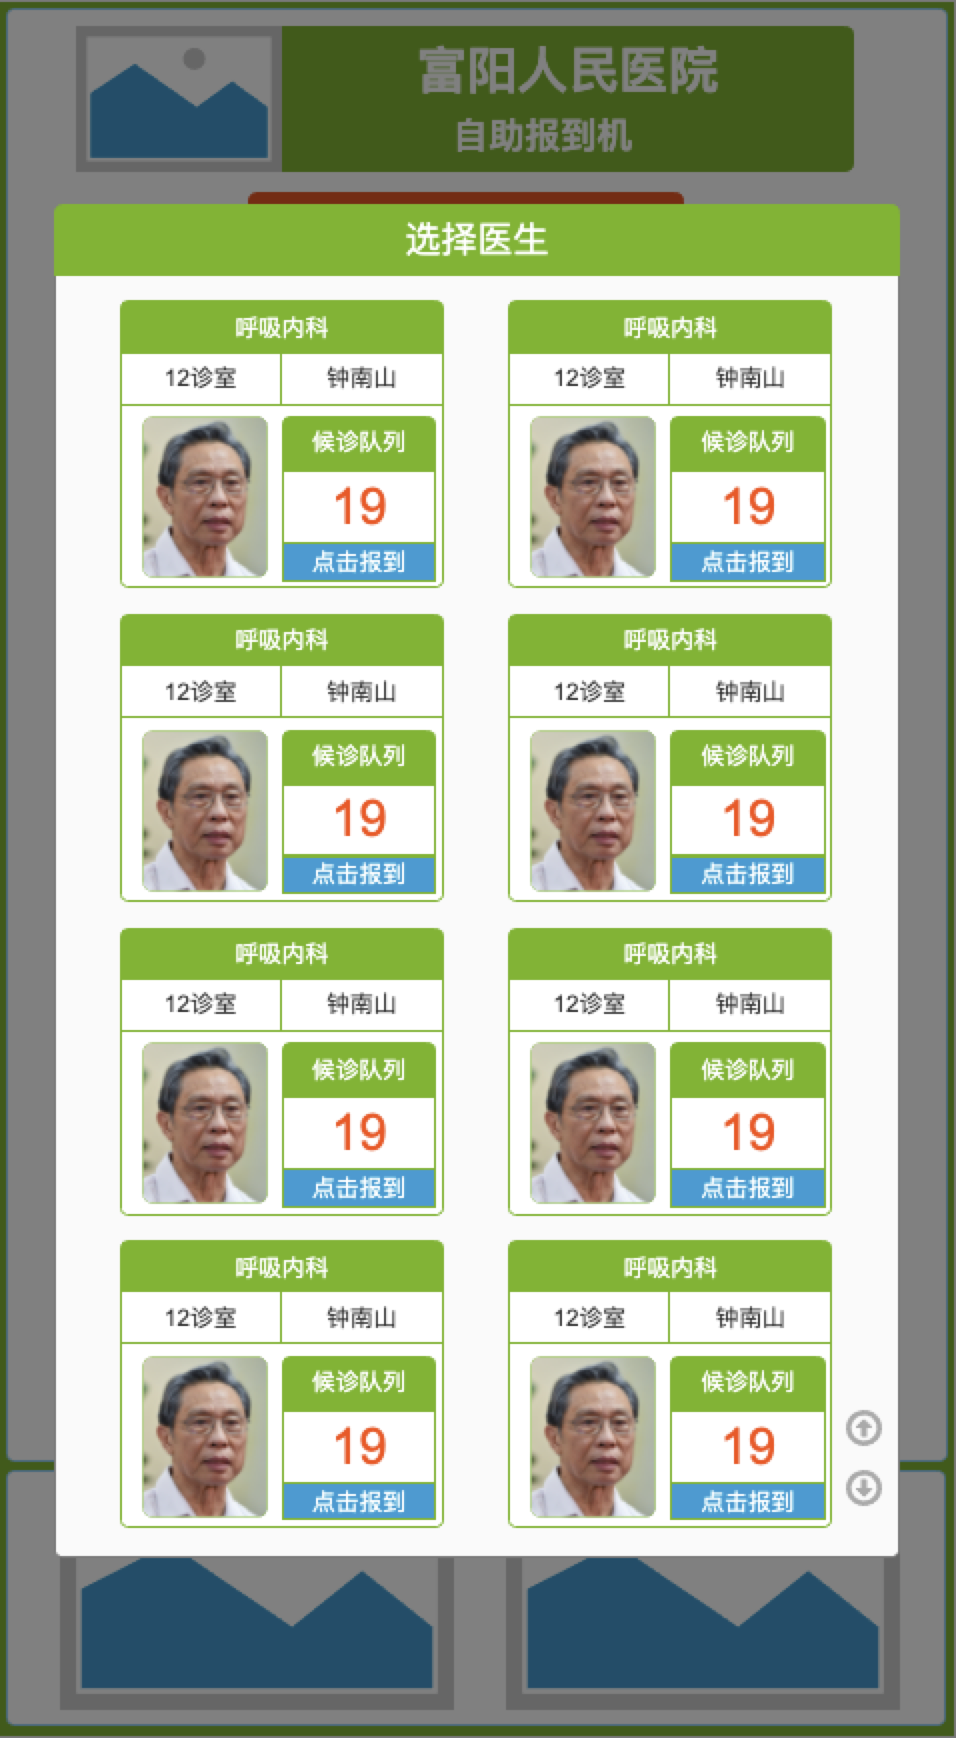 富阳人民医院
自助报到机
选择医生
呼吸内科 呼吸内科
12诊室 钟南山 12诊室 钟南山
候诊队列 候诊队列
19 19
点击报到 点击报到
呼吸内科 呼吸内科
12诊室 钟南山 12诊室 钟南山
候诊队列 候诊队列
19 19
点击报到 点击报到
呼吸内科 呼吸内科
12诊室 钟南山 12诊室 钟南山
候诊队列 候诊队列
19 19
点击报到 点击报到
呼吸内科 呼吸内科
12诊室 钟南山 12诊室 钟南山
候诊队列 候诊队列
19 19
点击报到 点击报到